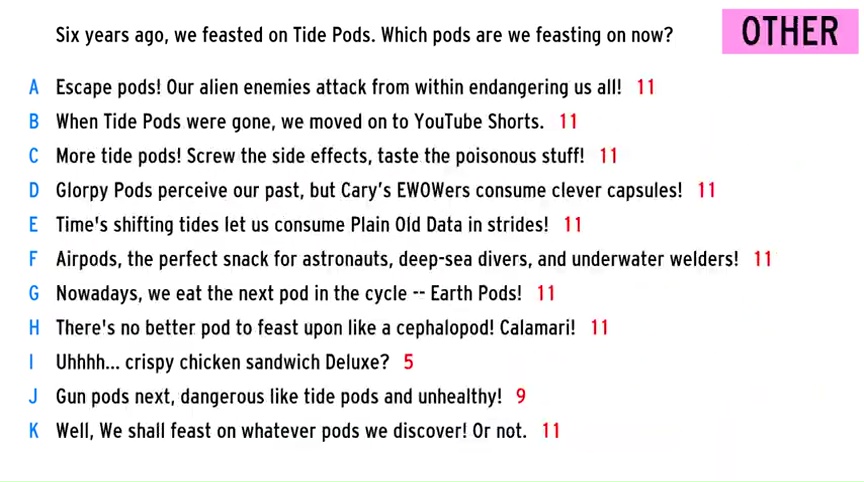 Six years ago, we feasted on Tide Pods. Which pods are we feasting on now?
OTHER
A Escape pods! Our alien enemies attack from within endangering us all! 11
B When Tide Pods were gone, we moved on to YouTube Shorts. 11
C More tide pods! Screw the side effects, taste the poisonous stuff! 11
D Glorpy Pods perceive our past, but Cary's EWOWers consume clever capsules! 11
E Time's shifting tides let us consume Plain Old Data in strides! 11
F Airpods, the perfect snack for astronauts, deep-sea divers, and underwater welders! 11
G Nowadays, we eat the next pod in the cycle -- Earth Pods! 11
H There's no better pod to feast upon like a cephalopod! Calamari! 11
I Uhhhh... crispy chicken sandwich Deluxe? 5
J Gun pods next, dangerous like tide pods and unhealthy! 9
K Well, We shall feast on whatever pods we discover! Or not. 11